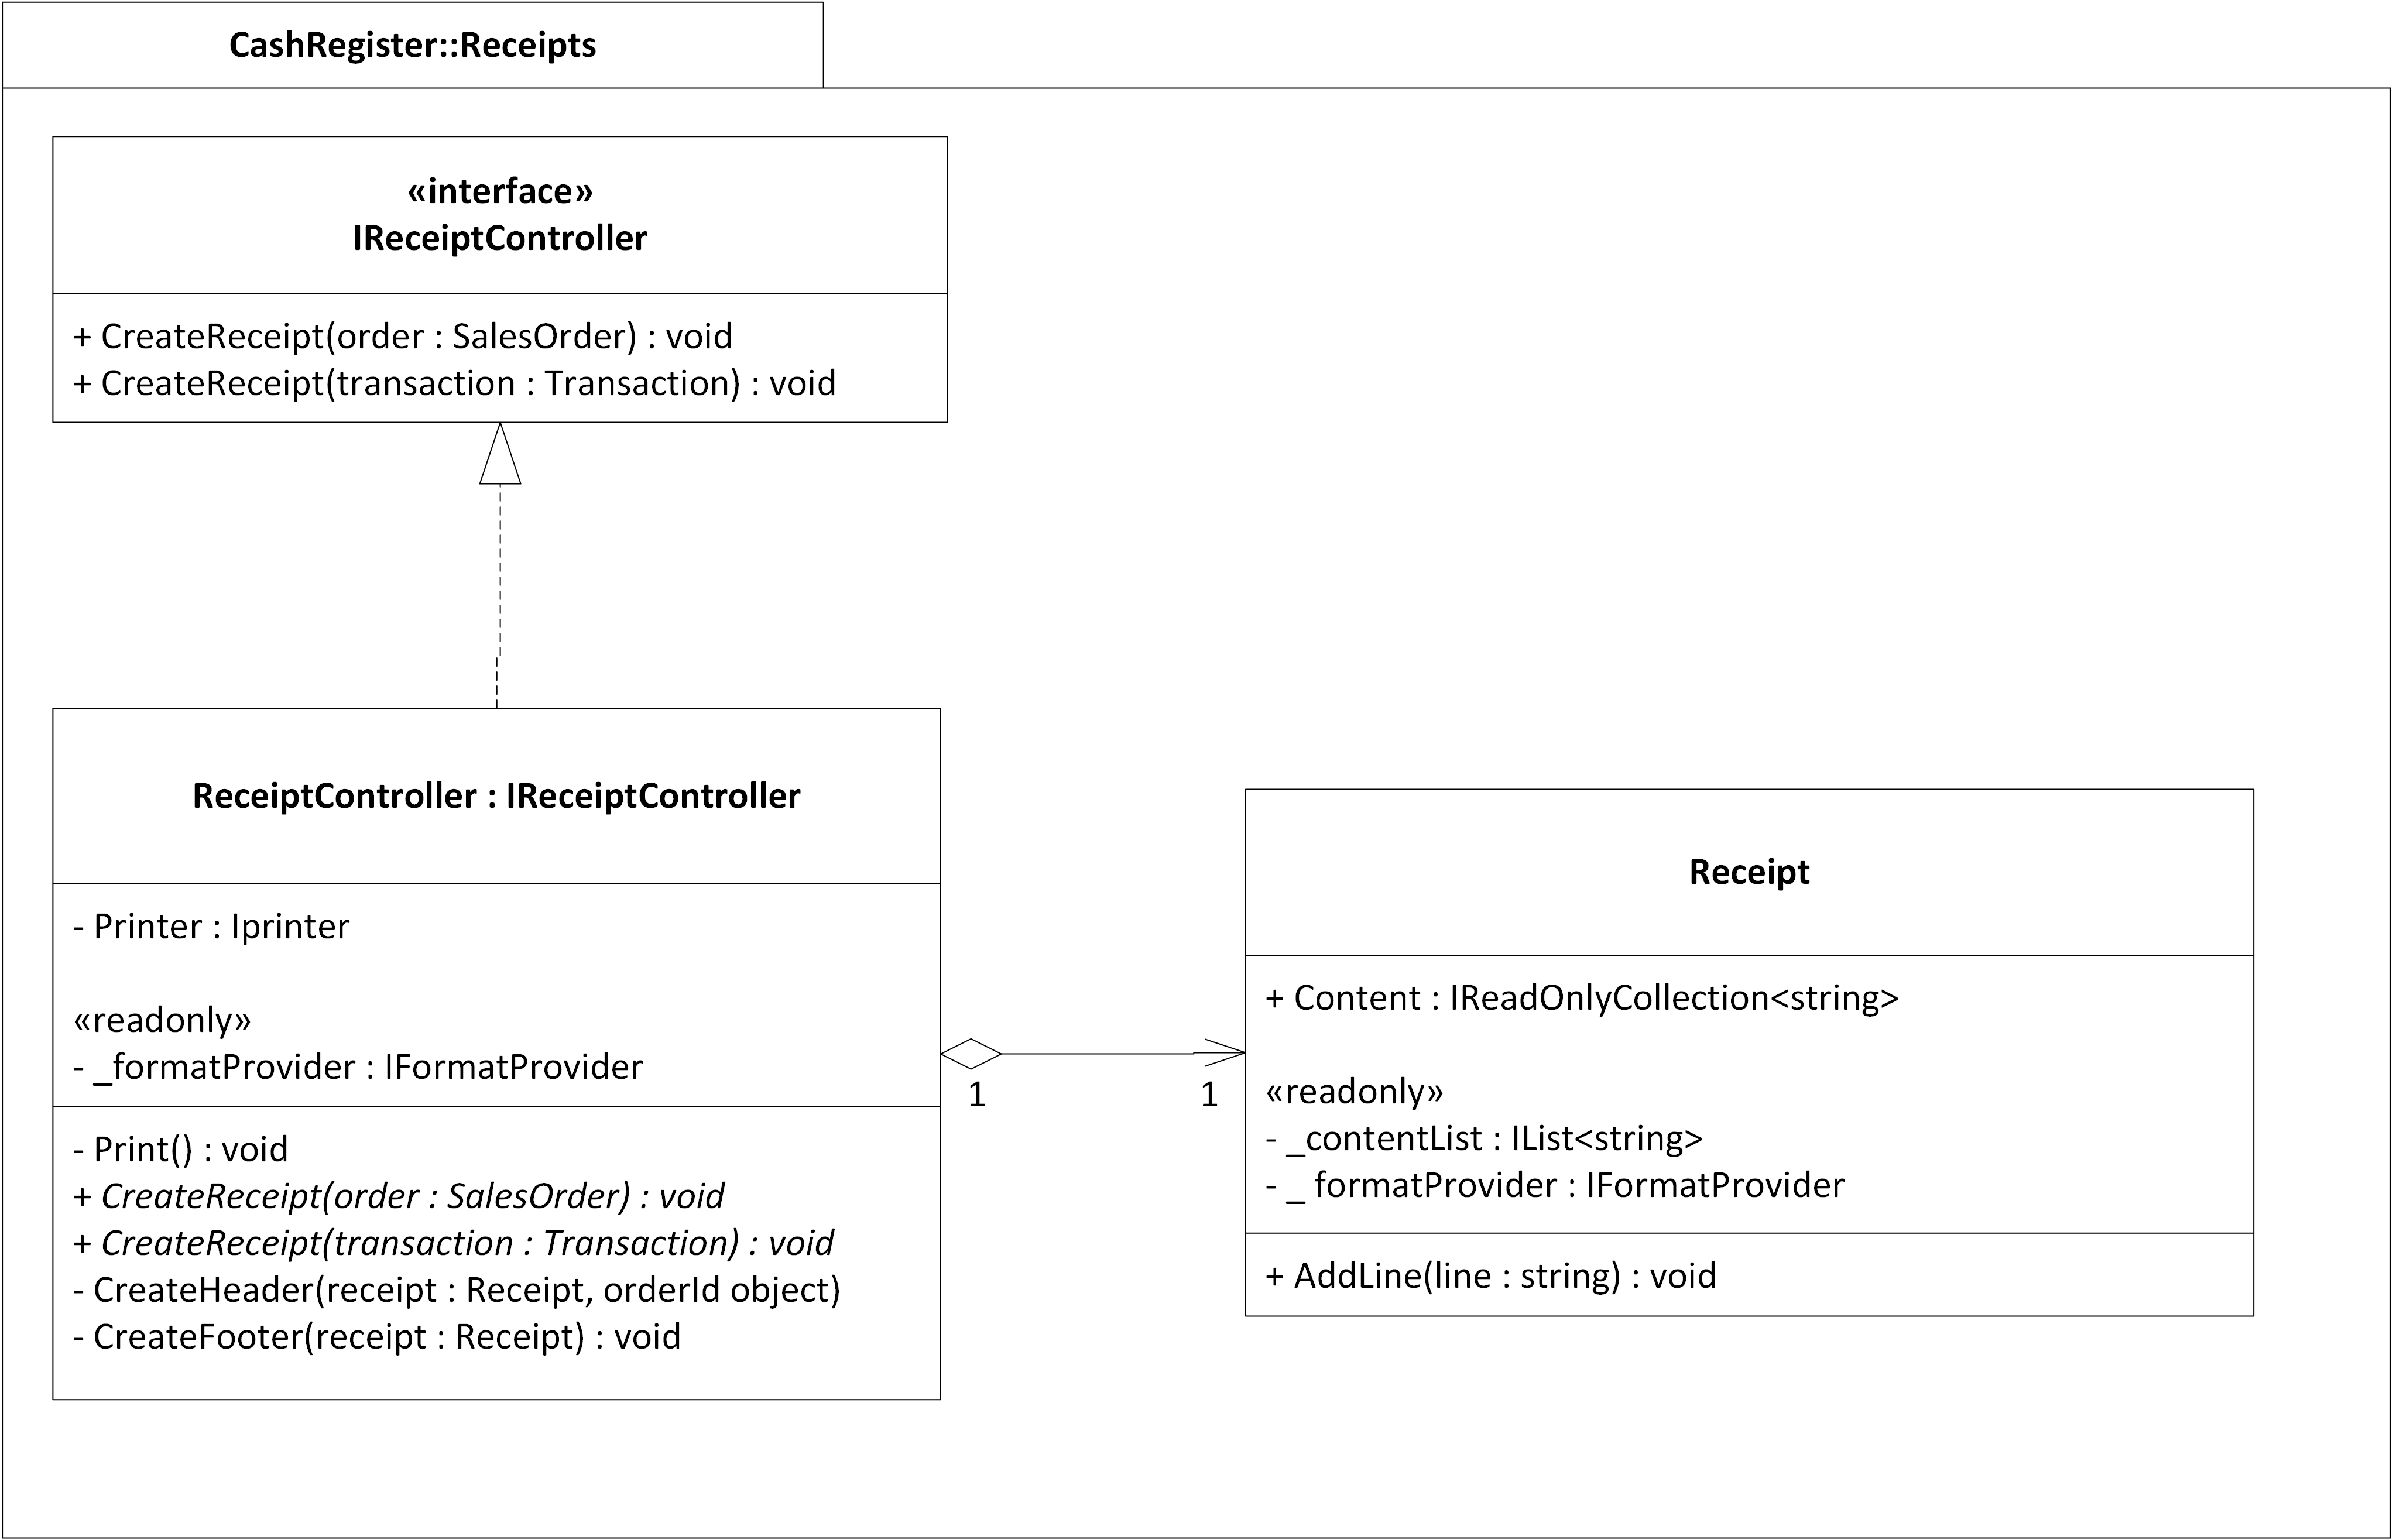 CashRegister::Receipts
«interface»
IReceiptController
+ CreateReceipt(order : SalesOrder) : void
+ CreateReceipt(transaction : Transaction) : void
ReceiptController : IReceiptController
- Printer : Iprinter
«readonly»
- _formatProvider : IFormatProvider
- Print() : void
+ CreateReceipt(order : SalesOrder) : void
+ CreateReceipt(transaction : Transaction) : void
- CreateHeader(receipt : Receipt, orderId object)
- CreateFooter(receipt : Receipt) : void
1
1
Receipt
+ Content : IReadOnlyCollection<string>
«readonly»
- _contentList : IList<string>
- _ formatProvider : IFormatProvider
+ AddLine(line : string) : void